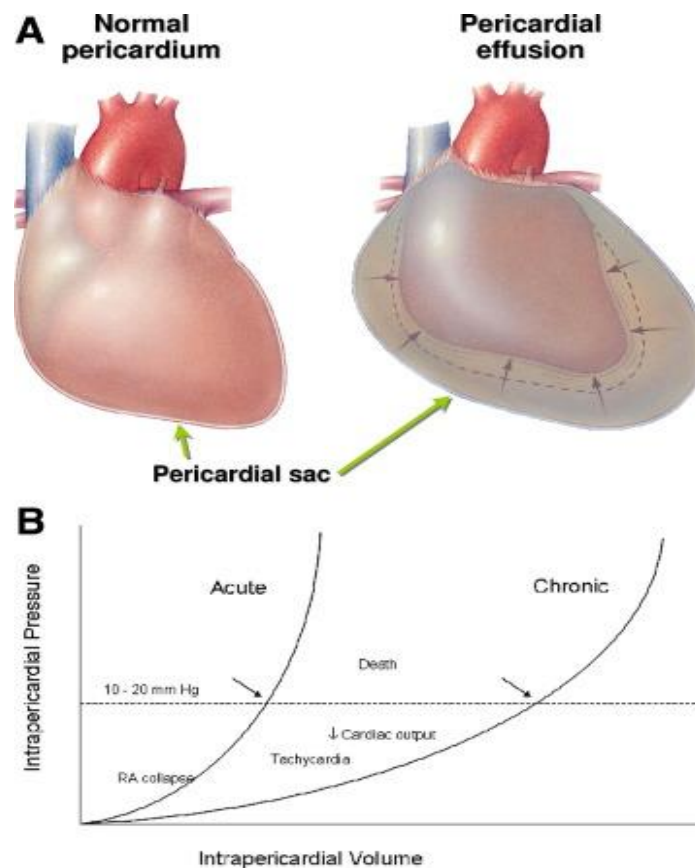 A
Normal
pericardium
Pericardial
effusion
Pericardial sac
B
Intrapericardial Pressure
Acute
Chronic
Death
10 - 20 mm Hg
↓ Cardiac output
Tachycardia
RA collapse
Intrapericardial Volume